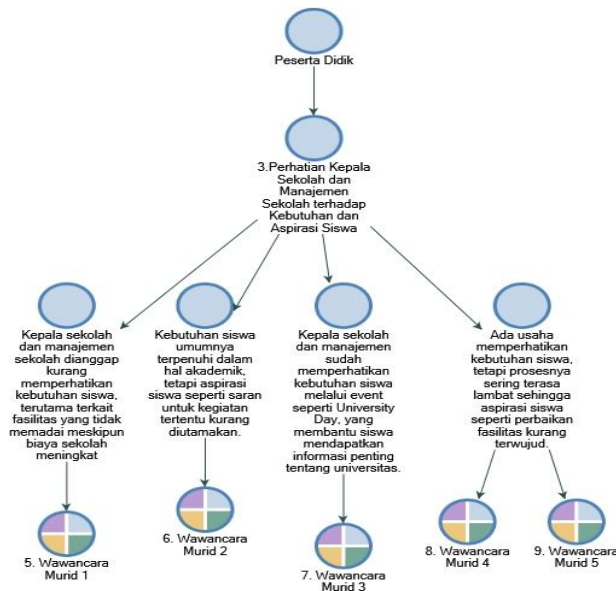 Peserta Didik
3.Perhatian Kepala
Sekolah dan
Manajemen
Sekolah terhadap
Kebutuhan dan
Aspirasi Siswa
Kepala sekolah
dan manajemen
sekolah dianggap
kurang
memperhatikan
kebutuhan siswa,
terutama terkait
fasilitas yang tidak
memadai meskipun
biaya sekolah
meningkat
Kebutuhan siswa
umumnya
terpenuhi dalam
hal akademik,
tetapi aspirasi
siswa seperti saran
untuk kegiatan
tertentu kurang
diutamakan.
Kepala sekolah
dan manajemen
sudah
memperhatikan
kebutuhan siswa
melalui event
seperti University
Day, yang
membantu siswa
mendapatkan
informasi penting
tentang universitas.
Ada usaha
memperhatikan
kebutuhan siswa,
tetapi prosesnya
sering terasa
lambat sehingga
aspirasi siswa
seperti perbaikan
fasilitas kurang
terwujud.
5. Wawancara
Murid 1
6. Wawancara
Murid 2
7. Wawancara
Murid 3
8. Wawancara
Murid 4
9. Wawancara
Murid 5